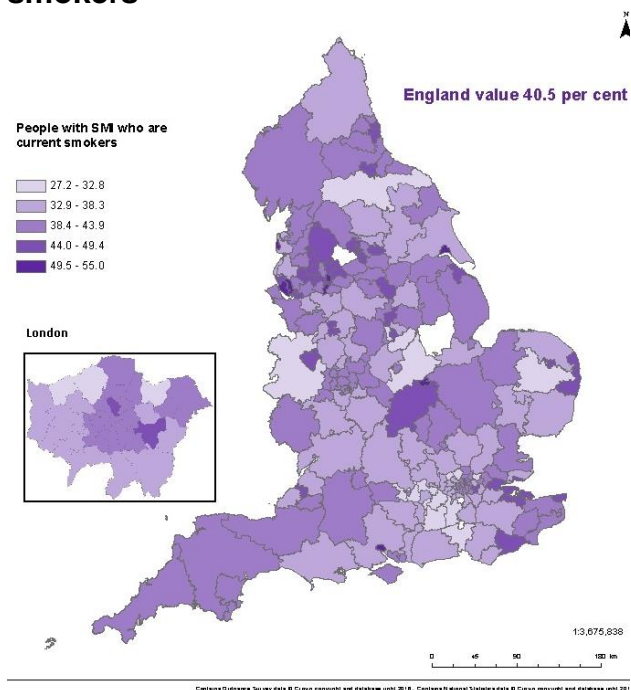 smokers
N
England value 40.5 per cent
People with SMI who are
current smokers
27.2 - 32.8
32.9 - 38.3
38.4 - 43.9
44.0 - 49.4
49.5 - 55.0
London
1:3,675,838
0 45 90 180 km